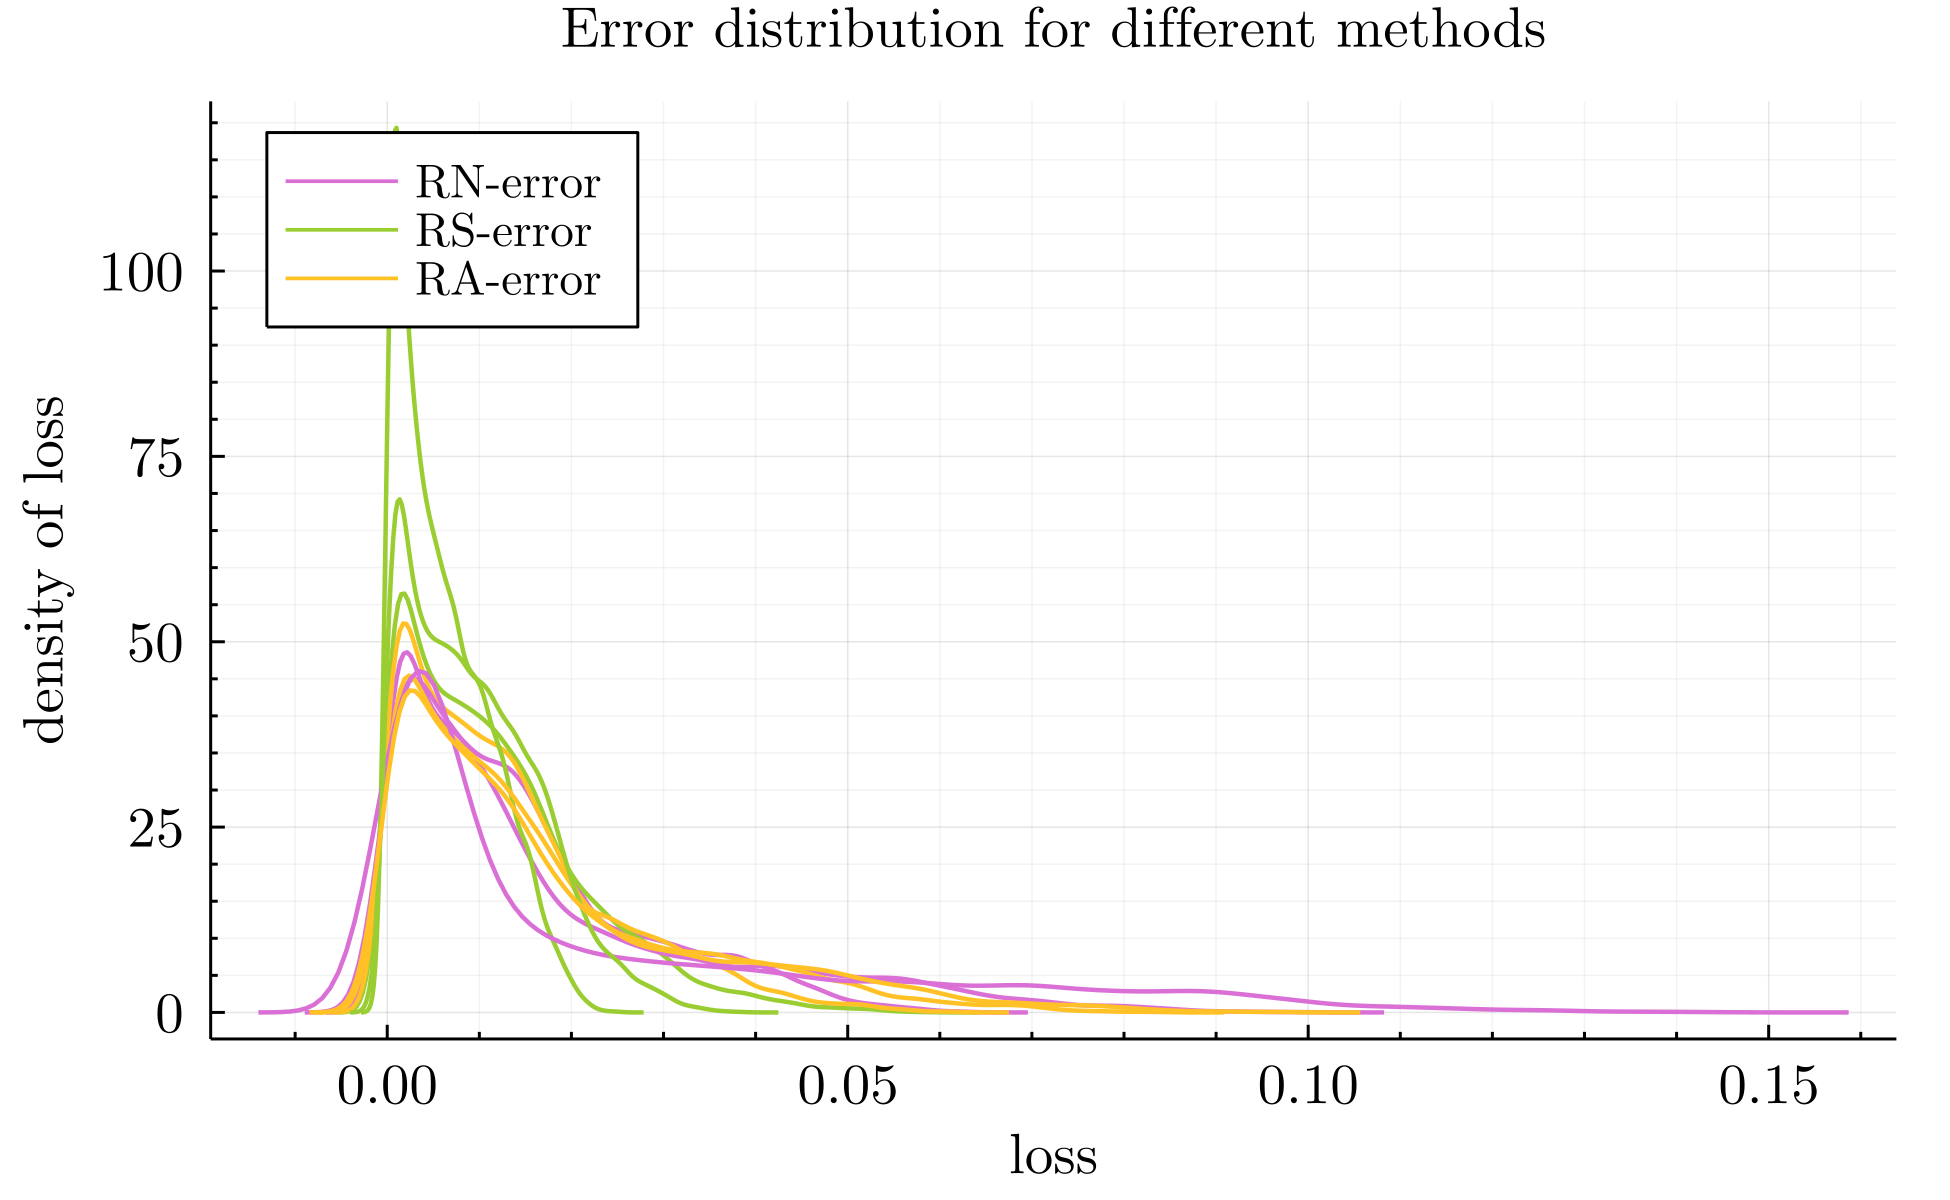 Error distribution for different methods
RN-error
RS-error
RA-error
density of loss
100
75
50
25
0
0.00 0.05 0.10 0.15
loss